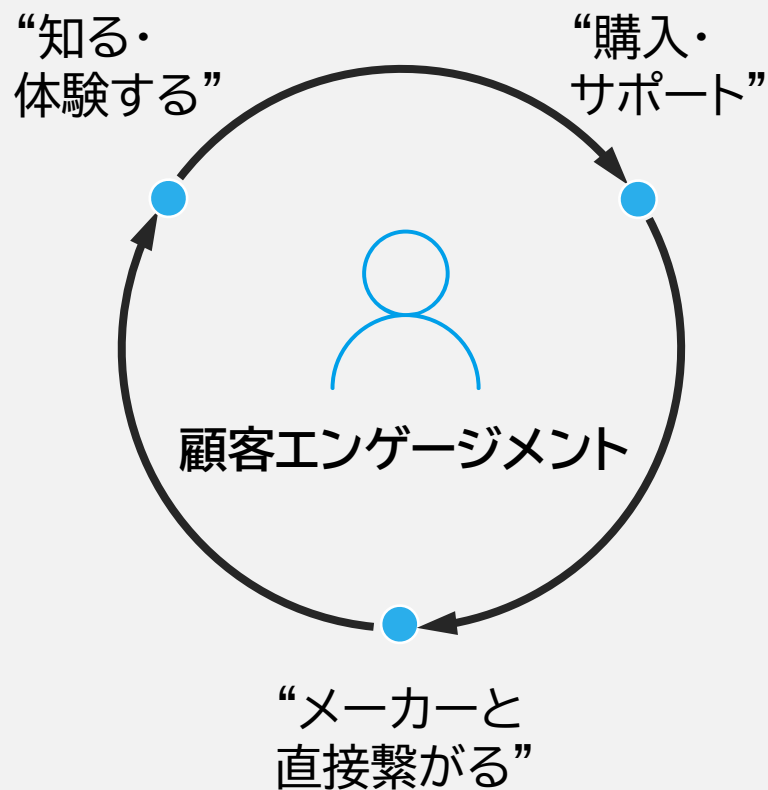 “知る・
体験する”
“購入・
サポート”
顧客エンゲージメント
“メーカーと
直接繋がる”